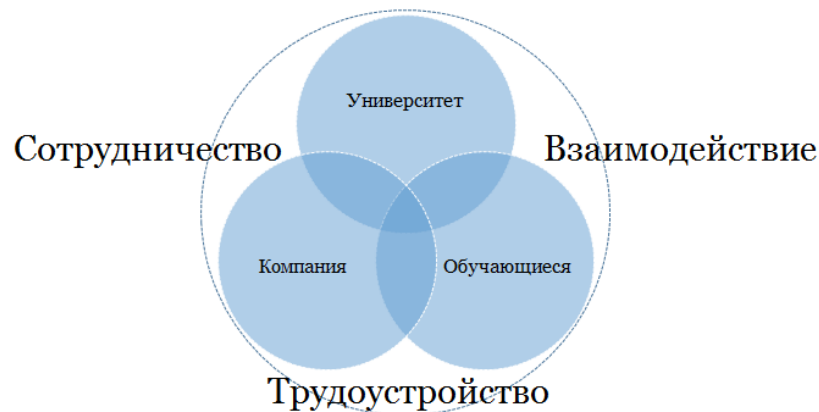 Университет
Сотрудничество
Взаимодействие
Компания
Обучающиеся
Трудоустройство